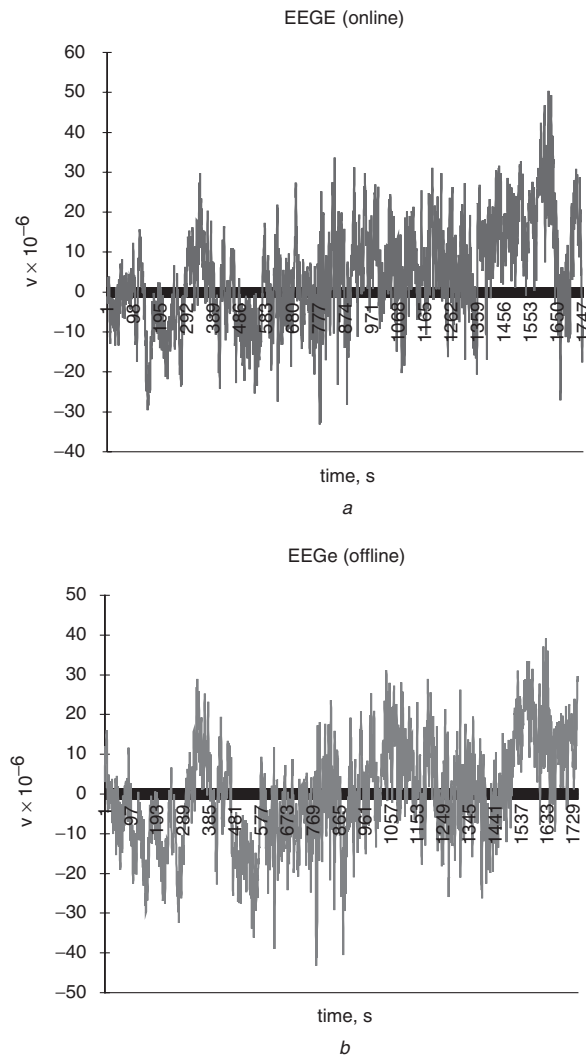 EEGE (online)
60
50
40
30
20
10
0
−10
−20
−30
−40
v × 10⁻⁶
1 98 195 292 389 486 583 680 777 874 971 1068 1165 1262 1359 1456 1553 1650 1747
time, s
a
EEGe (offline)
50
40
30
20
10
0
−10
−20
−30
−40
−50
v × 10⁻⁶
1 97 193 289 385 481 577 673 769 865 961 1057 1153 1249 1345 1441 1537 1633 1729
time, s
b